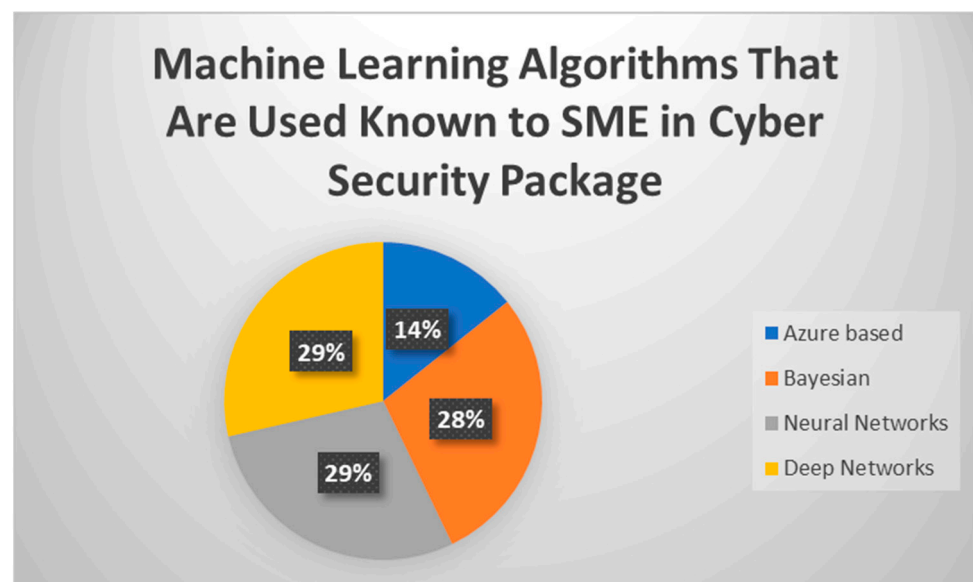 Machine Learning Algorithms That
Are Used Known to SME in Cyber
Security Package
14%
29%
28%
29%
Azure based
Bayesian
Neural Networks
Deep Networks